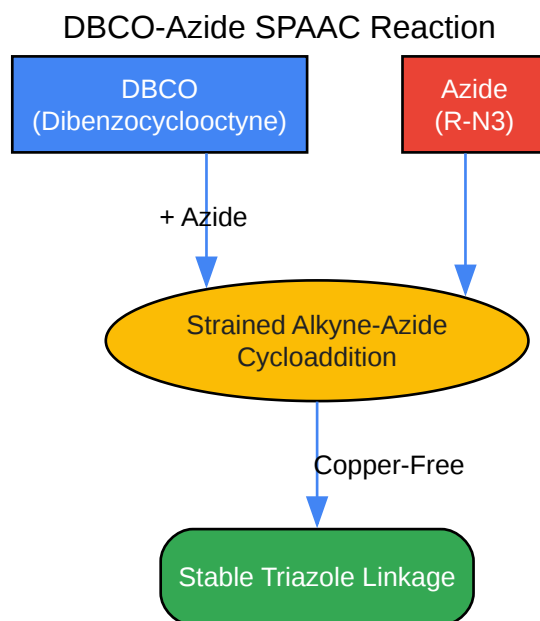 DBCO-Azide SPAAC Reaction
DBCO
(Dibenzocyclooctyne)
Azide
(R-N3)
+ Azide
Strained Alkyne-Azide
Cycloaddition
Copper-Free
Stable Triazole Linkage